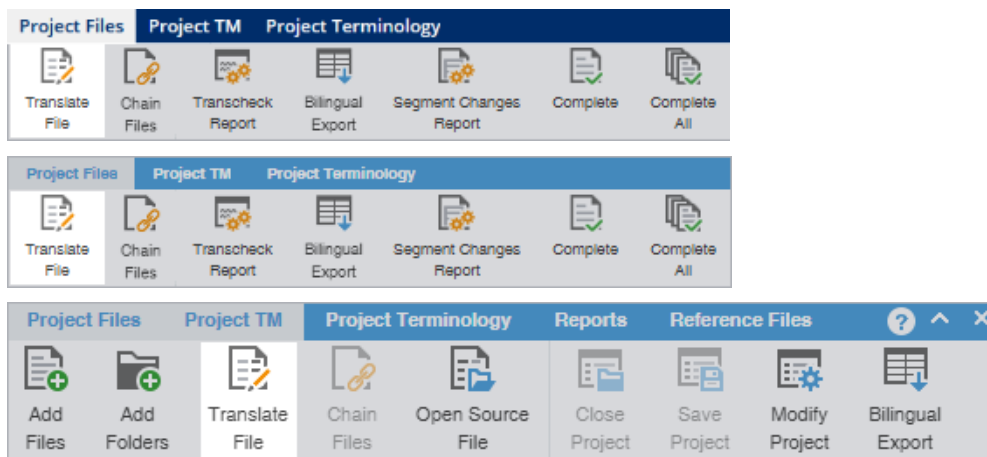 Project Files Project TM Project Terminology
Translate Chain Transcheck Bilingual Segment Changes Complete Complete
File Files Report Export Report All
Project Files Project TM Project Terminology
Translate Chain Transcheck Bilingual Segment Changes Complete Complete
File Files Report Export Report All
Project Files Project TM Project Terminology Reports Reference Files ?
Add Add Translate Chain Open Source Close Save Modify Bilingual
Files Folders File Files File Project Project Project Export